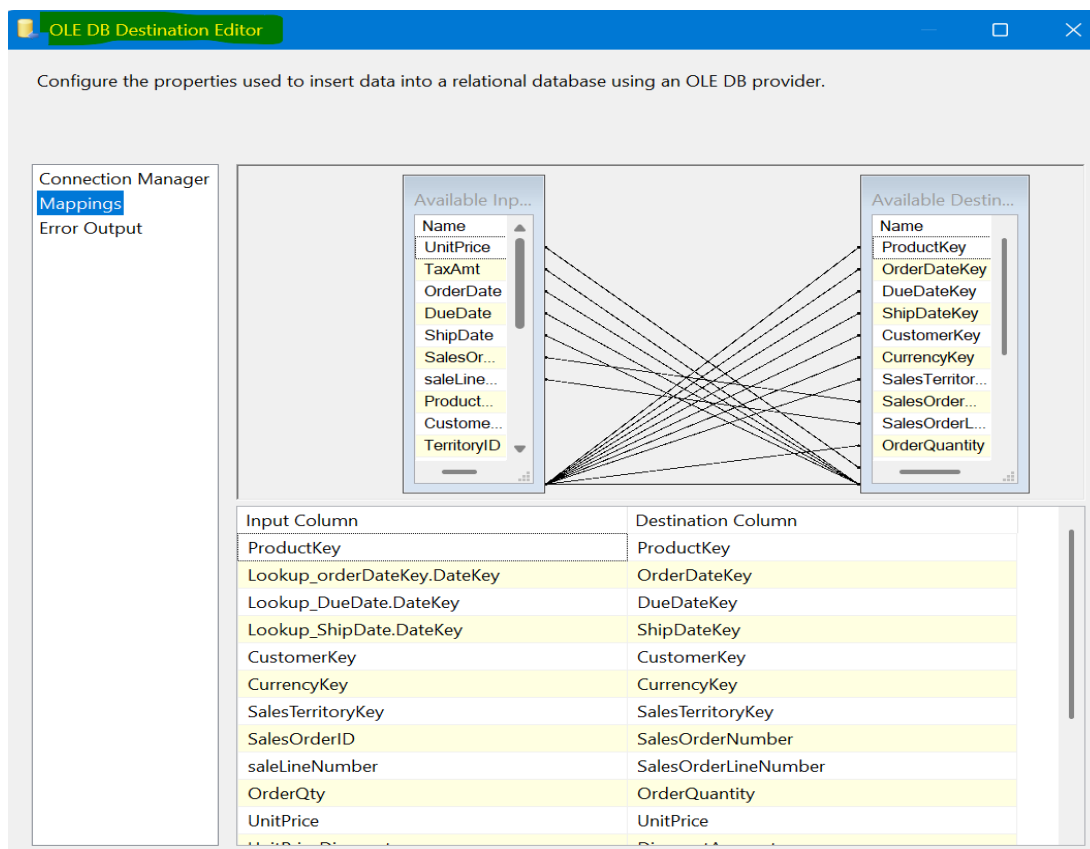 OLE DB Destination Editor
Configure the properties used to insert data into a relational database using an OLE DB provider.
Connection Manager
Mappings
Error Output
Available Inp...
Name
UnitPrice
TaxAmt
OrderDate
DueDate
ShipDate
SalesOr...
saleLine...
Product...
Custome...
TerritoryID
Available Destin...
Name
ProductKey
OrderDateKey
DueDateKey
ShipDateKey
CustomerKey
CurrencyKey
SalesTerritor...
SalesOrder...
SalesOrderL...
OrderQuantity
Input Column Destination Column
ProductKey ProductKey
Lookup_orderDateKey.DateKey OrderDateKey
Lookup_DueDate.DateKey DueDateKey
Lookup_ShipDate.DateKey ShipDateKey
CustomerKey CustomerKey
CurrencyKey CurrencyKey
SalesTerritoryKey SalesTerritoryKey
SalesOrderID SalesOrderNumber
saleLineNumber SalesOrderLineNumber
OrderQty OrderQuantity
UnitPrice UnitPrice